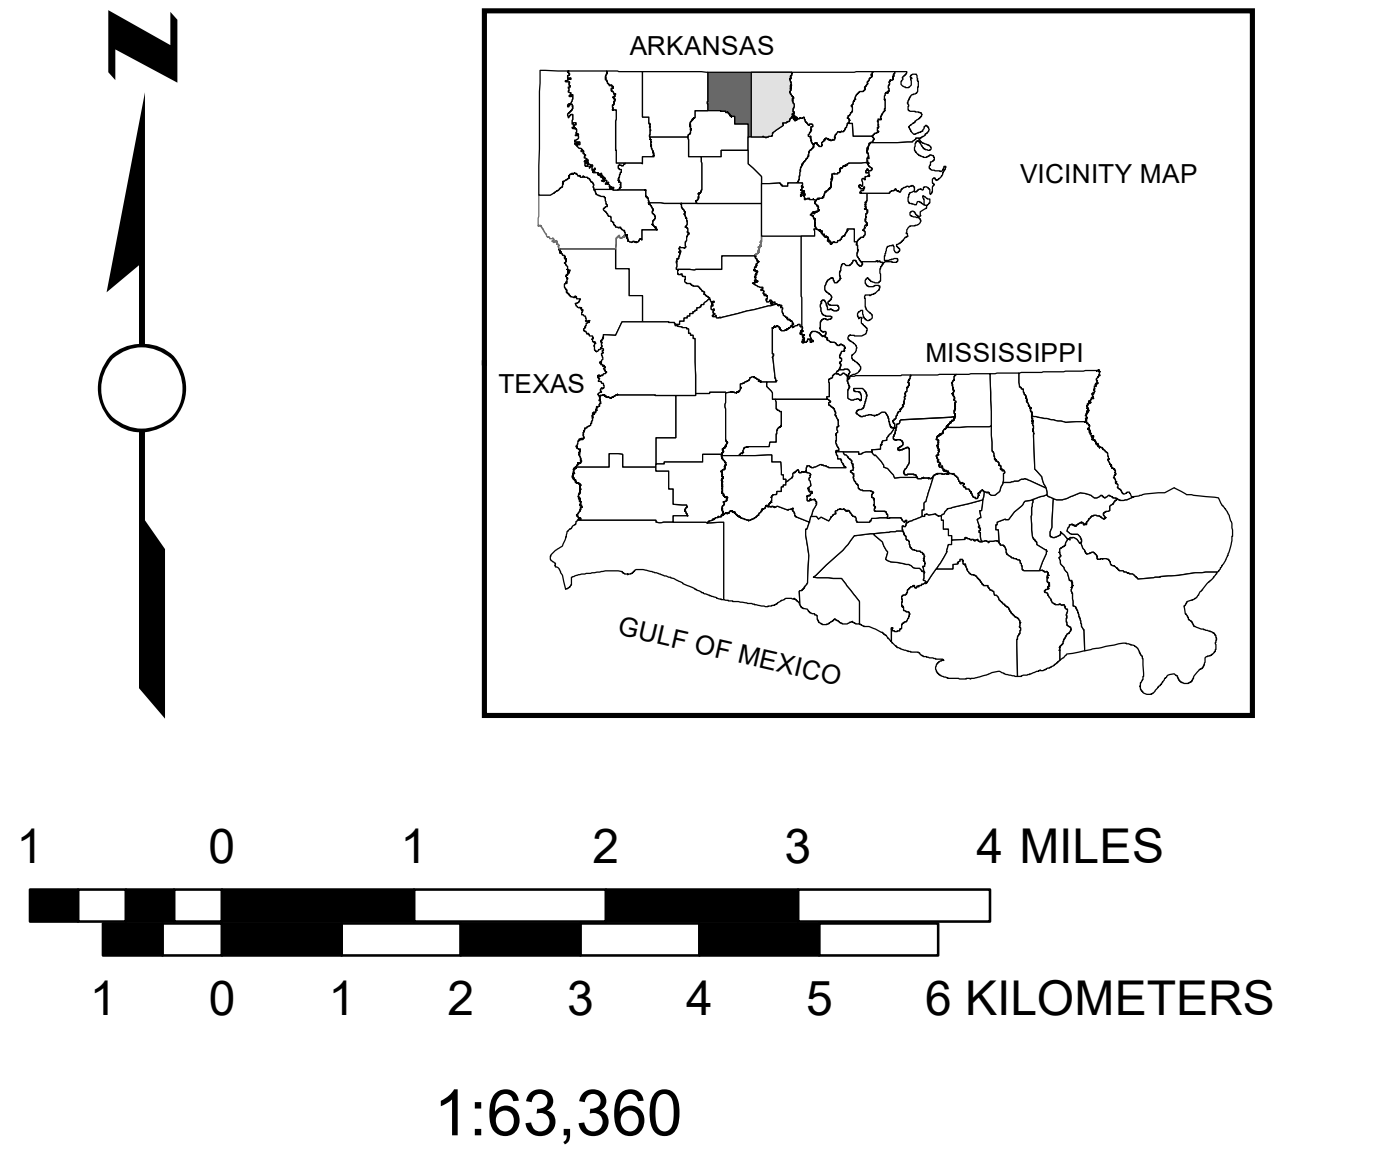 N
ARKANSAS
VICINITY MAP
MISSISSIPPI
TEXAS
GULF OF MEXICO
1 0 1 2 3 4 MILES
1 0 1 2 3 4 5 6 KILOMETERS
1:63,360